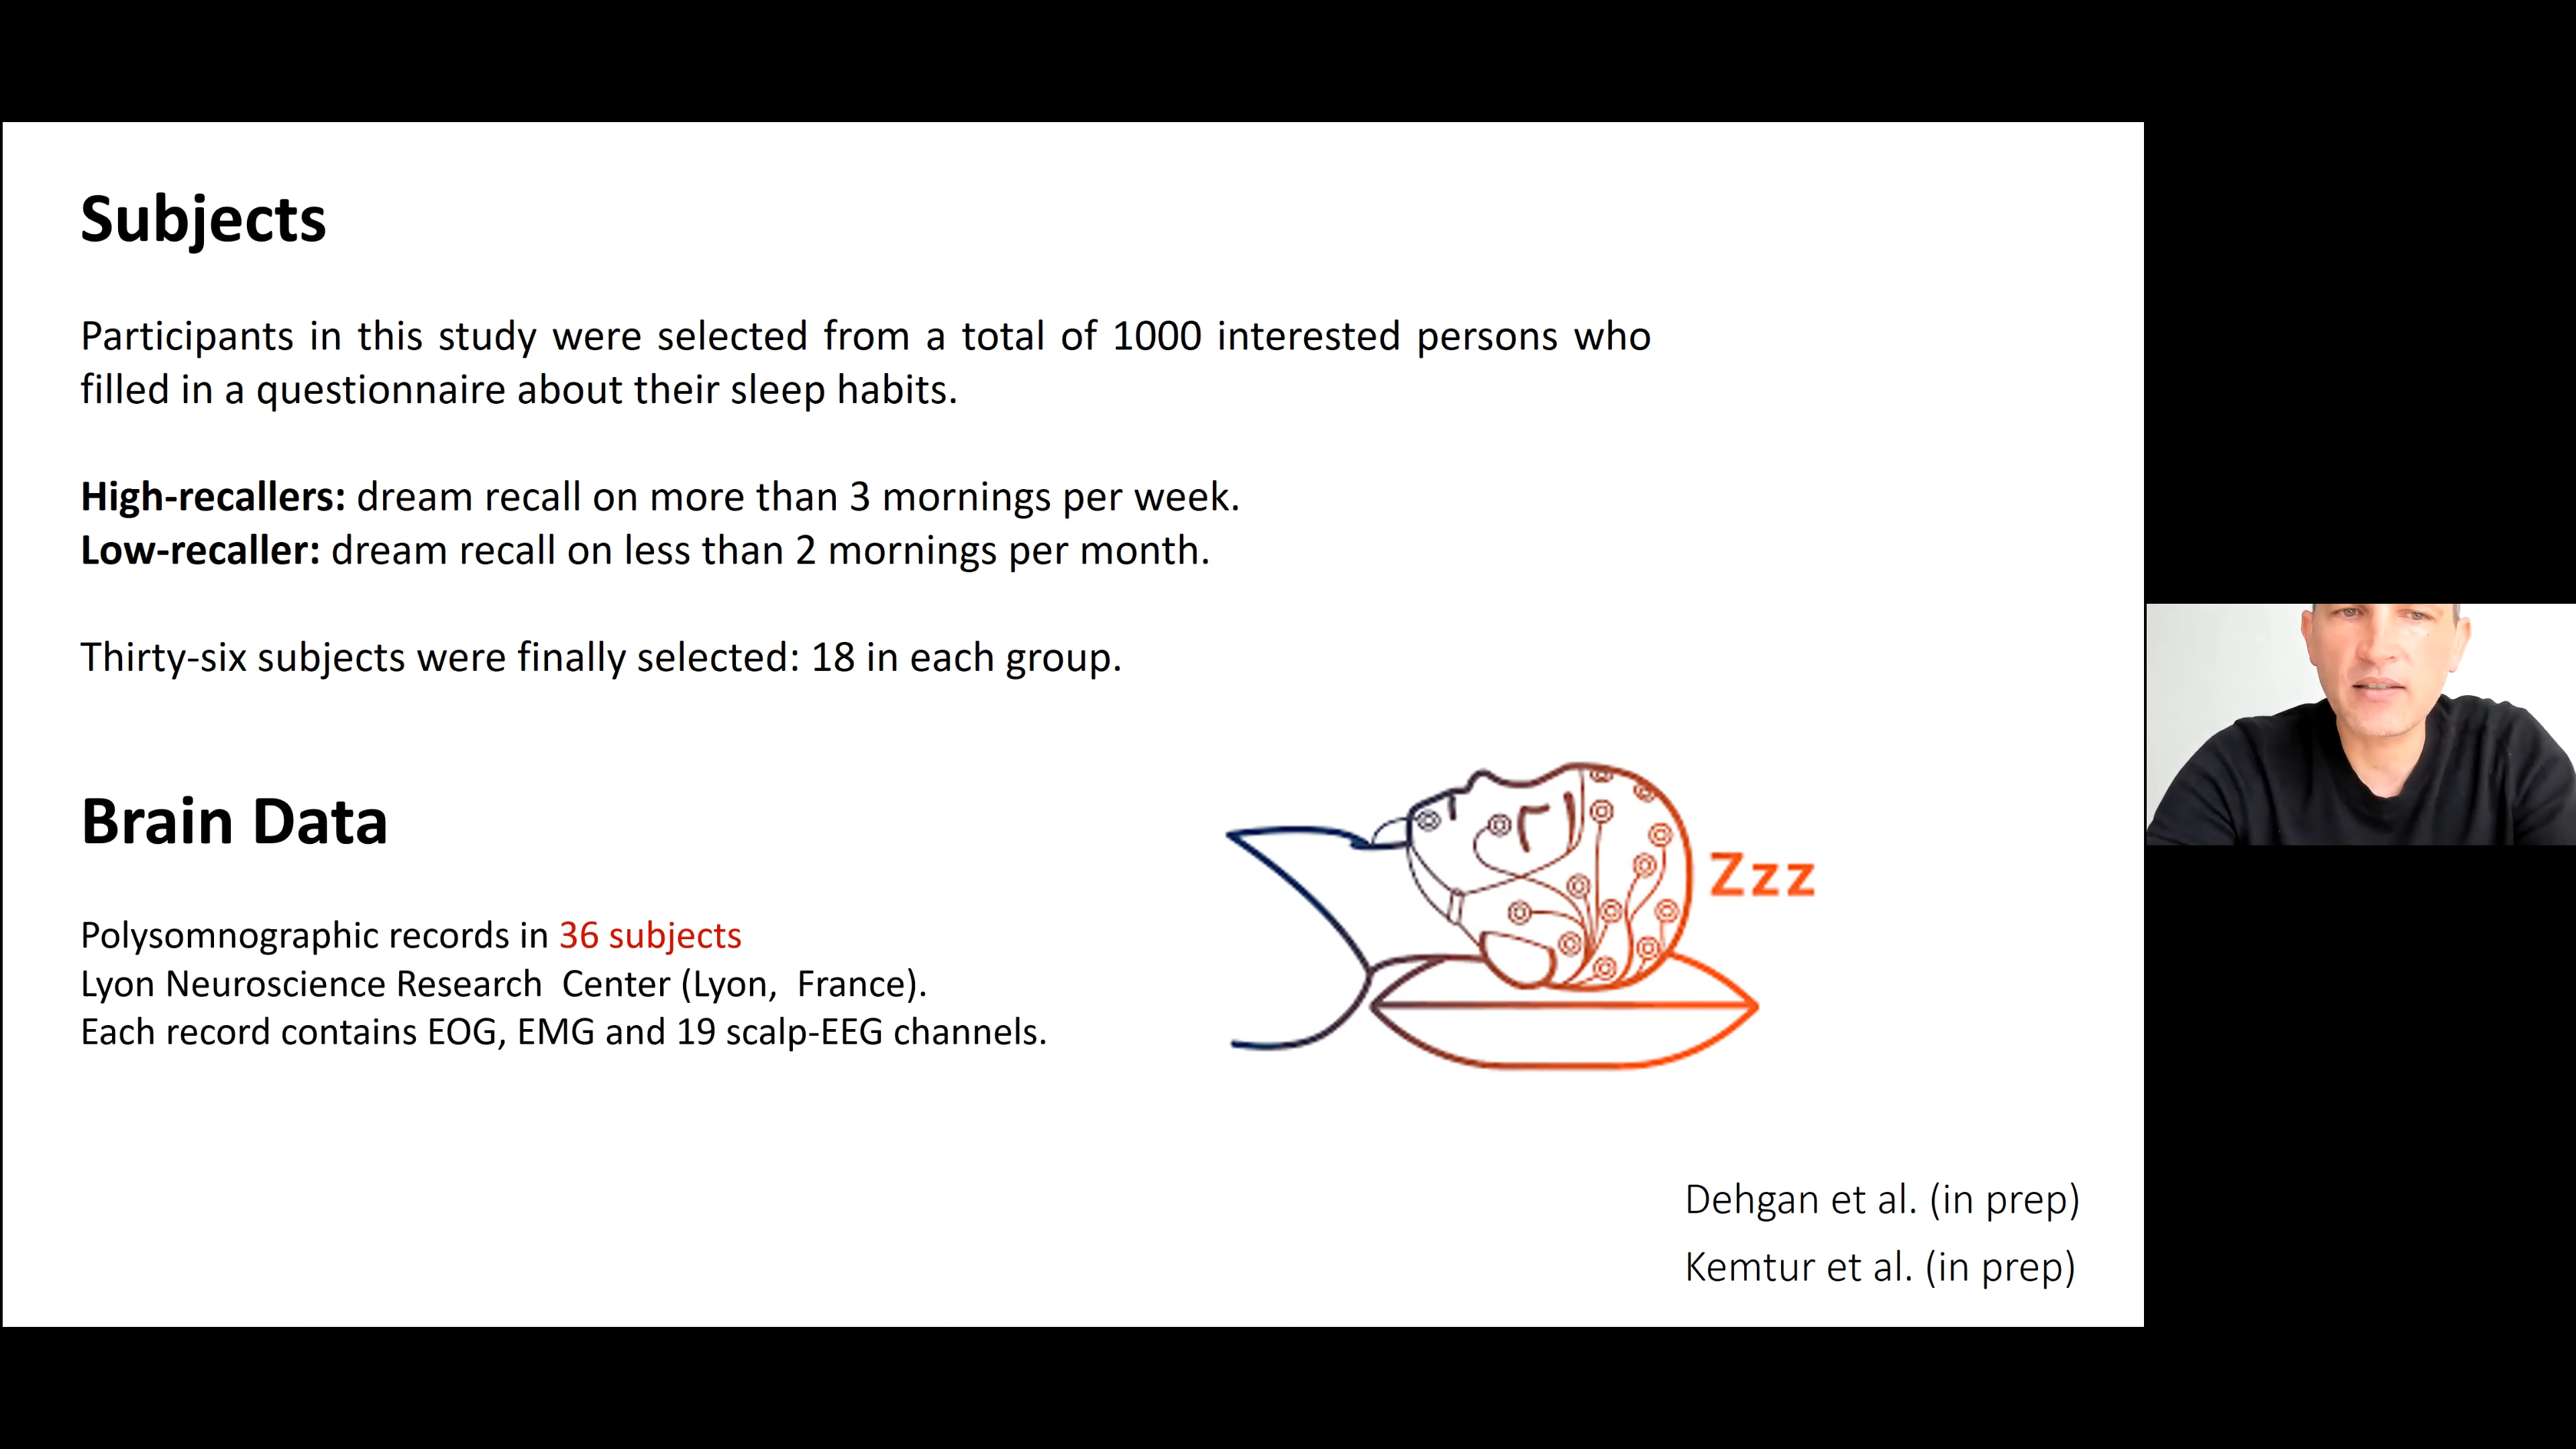 Subjects
Participants in this study were selected from a total of 1000 interested persons who
filled in a questionnaire about their sleep habits.
High-recallers: dream recall on more than 3 mornings per week.
Low-recaller: dream recall on less than 2 mornings per month.
Thirty-six subjects were finally selected: 18 in each group.
Brain Data
Polysomnographic records in 36 subjects
Lyon Neuroscience Research Center (Lyon, France).
Each record contains EOG, EMG and 19 scalp-EEG channels.
Zzz
Dehgan et al. (in prep)
Kemtur et al. (in prep)